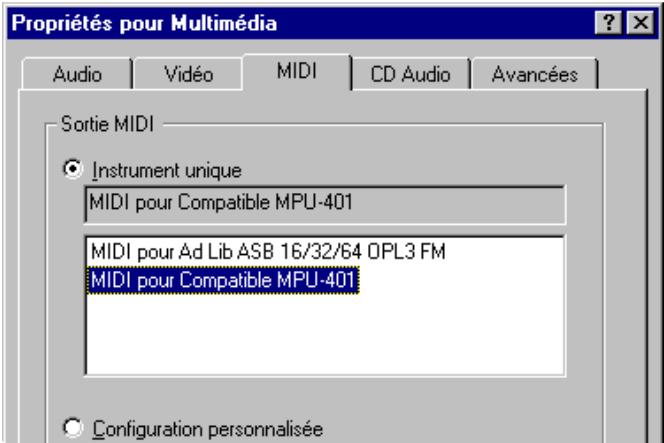 Propriétés pour Multimédia
Audio Vidéo MIDI CD Audio Avancées
Sortie MIDI
Instrument unique
MIDI pour Compatible MPU-401
MIDI pour Ad Lib ASB 16/32/64 OPL3 FM
MIDI pour Compatible MPU-401
Configuration personnalisée